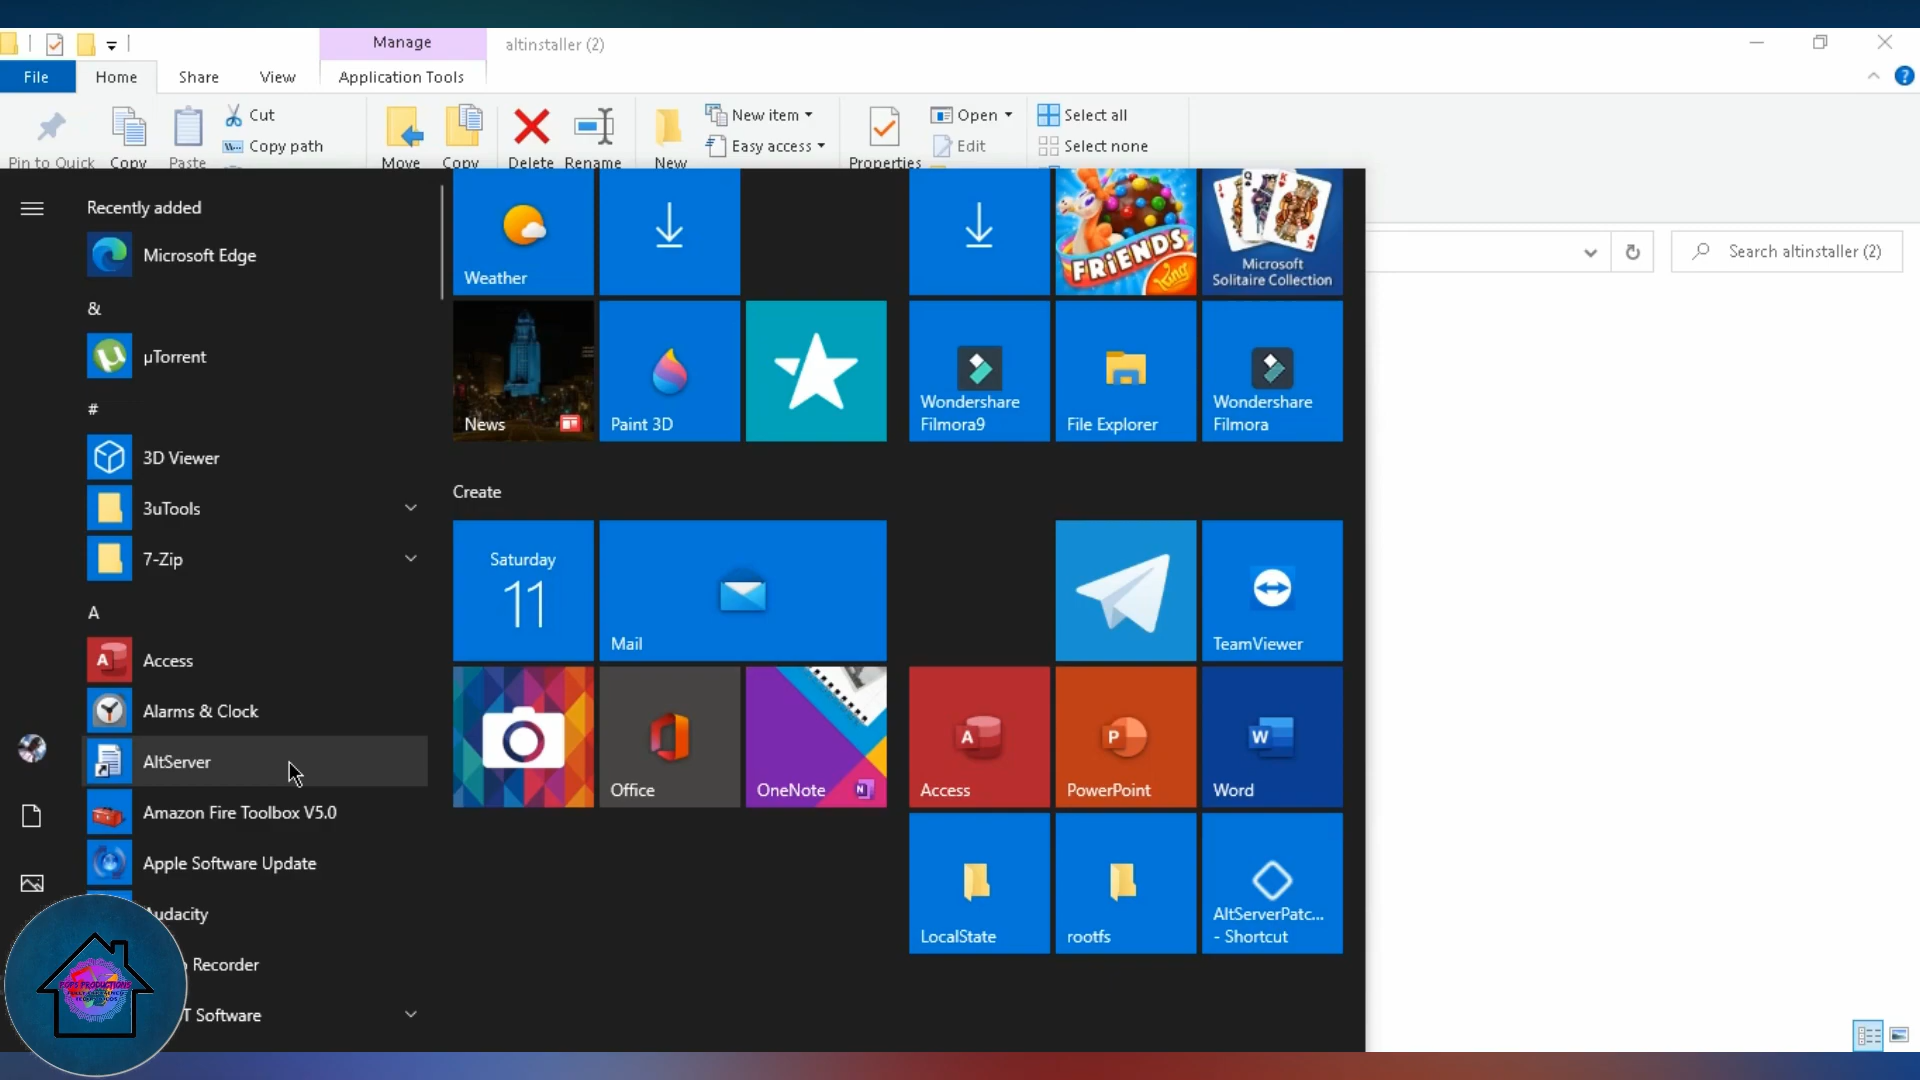 Manage
altinstaller (2)
File
Home
Share
View
Application Tools
Cut
Copy path
New item
Easy access
Open
Edit
Select all
Select none
Pin to Quick
Copy
Paste
Move
Copy
Delete
Rename
New
Properties
Search altinstaller (2)
Recently added
Microsoft Edge
&
µTorrent
#
3D Viewer
3uTools
7-Zip
A
Access
Alarms & Clock
AltServer
Amazon Fire Toolbox V5.0
Apple Software Update
Audacity
Recorder
T Software
Weather
FRiENDS
King
Microsoft
Solitaire Collection
News
Paint 3D
Wondershare
Filmora9
File Explorer
Wondershare
Filmora
Create
Saturday
11
Mail
TeamViewer
Office
OneNote
Access
PowerPoint
Word
LocalState
rootfs
AltServerPatc...
- Shortcut